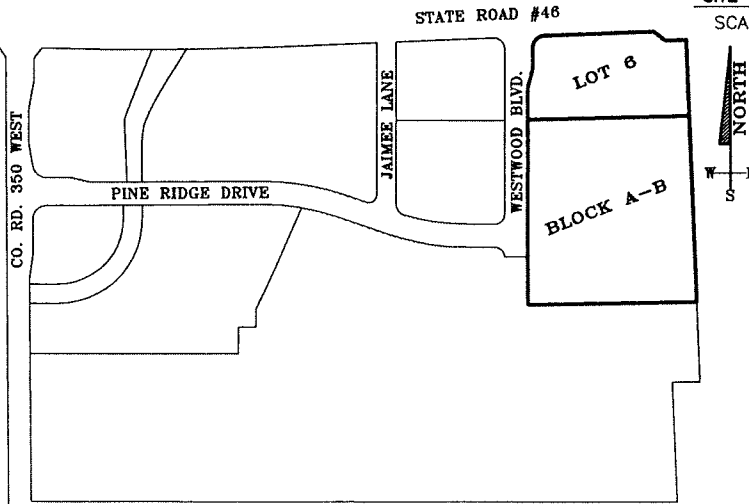 STATE ROAD #46
SCA
LOT 6
NORTH
JAIMEE LANE
WESTWOOD BLVD.
CO. RD. 350 WEST
PINE RIDGE DRIVE
W
S
BLOCK A-B